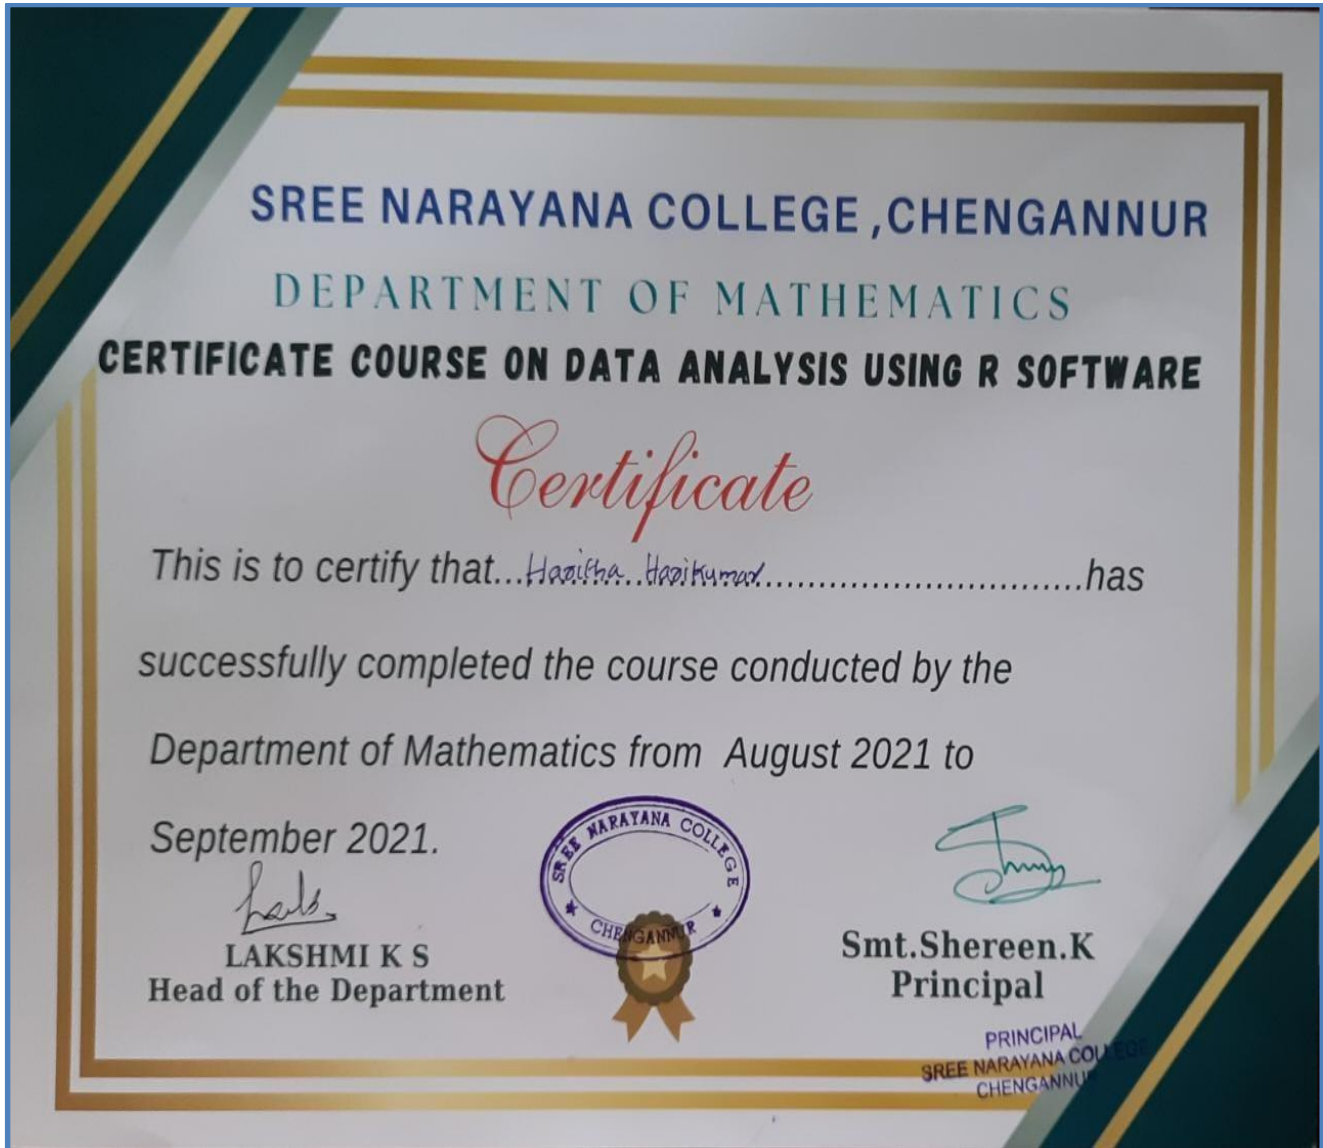 SREE NARAYANA COLLEGE ,CHENGANNUR
DEPARTMENT OF MATHEMATICS
CERTIFICATE COURSE ON DATA ANALYSIS USING R SOFTWARE
Certificate
This is to certify that...Haritha Harikumar...............................has
successfully completed the course conducted by the
Department of Mathematics from August 2021 to
September 2021.
SREE NARAYANA COLLEGE
CHENGANNUR
LAKSHMI K S
Head of the Department
Smt.Shereen.K
Principal
PRINCIPAL
SREE NARAYANA COLLEGE
CHENGANNUR